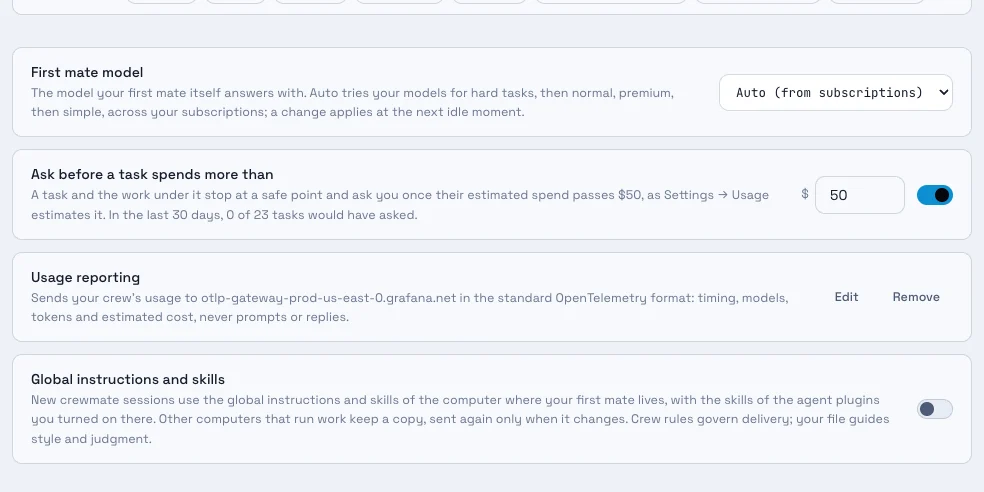 First mate model
The model your first mate itself answers with. Auto tries your models for hard tasks, then normal, premium,
then simple, across your subscriptions; a change applies at the next idle moment.
Auto (from subscriptions)
Ask before a task spends more than
A task and the work under it stop at a safe point and ask you once their estimated spend passes $50, as Settings → Usage
estimates it. In the last 30 days, 0 of 23 tasks would have asked.
$ 50
Usage reporting
Sends your crew's usage to otlp-gateway-prod-us-east-0.grafana.net in the standard OpenTelemetry format: timing, models,
tokens and estimated cost, never prompts or replies.
Edit Remove
Global instructions and skills
New crewmate sessions use the global instructions and skills of the computer where your first mate lives, with the skills of the agent plugins
you turned on there. Other computers that run work keep a copy, sent again only when it changes. Crew rules govern delivery; your file guides
style and judgment.